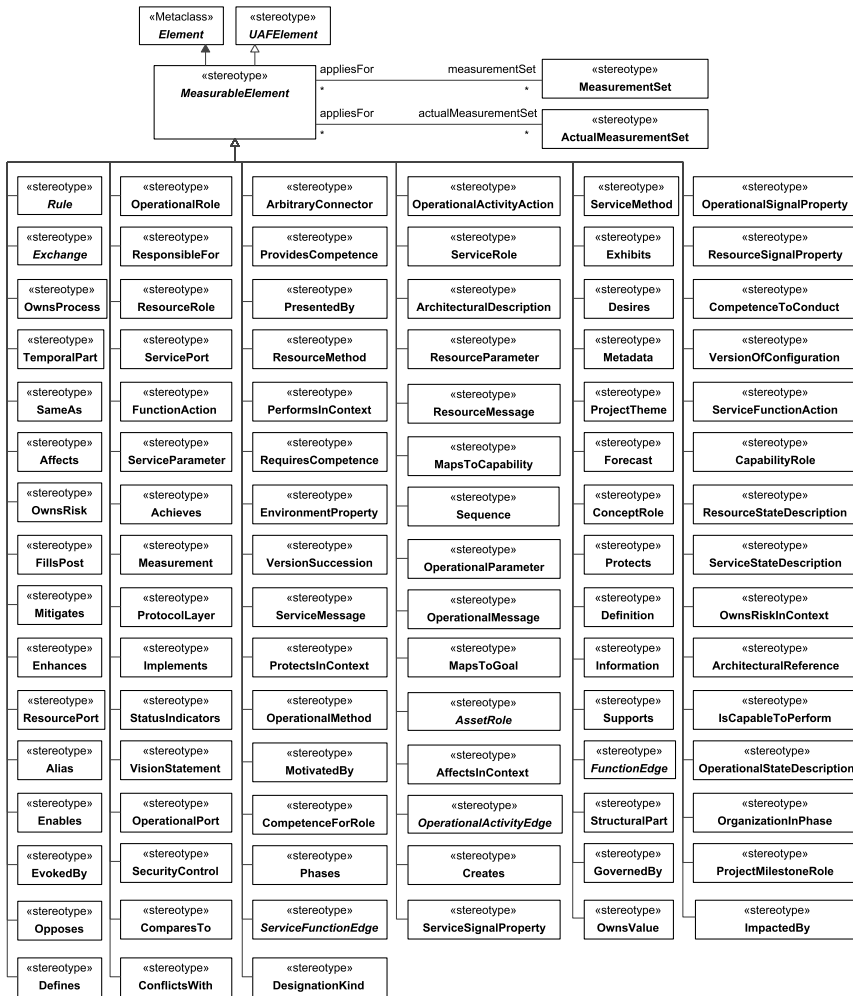 «Metaclass»
Element
«stereotype»
UAFElement
«stereotype»
MeasurableElement
appliesFor measurementSet
* *
«stereotype»
MeasurementSet
appliesFor actualMeasurementSet
* *
«stereotype»
ActualMeasurementSet
«stereotype» «stereotype» «stereotype» «stereotype» «stereotype» «stereotype»
Rule OperationalRole ArbitraryConnector OperationalActivityAction ServiceMethod OperationalSignalProperty
«stereotype» «stereotype» «stereotype» «stereotype» «stereotype» «stereotype»
Exchange ResponsibleFor ProvidesCompetence ServiceRole Exhibits ResourceSignalProperty
«stereotype» «stereotype» «stereotype» «stereotype» «stereotype» «stereotype»
OwnsProcess ResourceRole PresentedBy ArchitecturalDescription Desires CompetenceToConduct
«stereotype» «stereotype» «stereotype» «stereotype» «stereotype» «stereotype»
TemporalPart ServicePort ResourceMethod ResourceParameter Metadata VersionOfConfiguration
«stereotype» «stereotype» «stereotype» «stereotype» «stereotype» «stereotype»
SameAs FunctionAction PerformsInContext ResourceMessage ProjectTheme ServiceFunctionAction
«stereotype» «stereotype» «stereotype» «stereotype» «stereotype» «stereotype»
Affects ServiceParameter RequiresCompetence MapsToCapability Forecast CapabilityRole
«stereotype» «stereotype» «stereotype» «stereotype» «stereotype» «stereotype»
OwnsRisk Achieves EnvironmentProperty Sequence ConceptRole ResourceStateDescription
«stereotype» «stereotype» «stereotype» «stereotype» «stereotype» «stereotype»
FillsPost Measurement VersionSuccession OperationalParameter Protects ServiceStateDescription
«stereotype» «stereotype» «stereotype» «stereotype» «stereotype» «stereotype»
Mitigates ProtocolLayer ServiceMessage OperationalMessage Definition OwnsRiskInContext
«stereotype» «stereotype» «stereotype» «stereotype» «stereotype» «stereotype»
Enhances Implements ProtectsInContext MapsToGoal Information ArchitecturalReference
«stereotype» «stereotype» «stereotype» «stereotype» «stereotype» «stereotype»
ResourcePort StatusIndicators OperationalMethod AssetRole Supports IsCapableToPerform
«stereotype» «stereotype» «stereotype» «stereotype» «stereotype» «stereotype»
Alias VisionStatement MotivatedBy AffectsInContext FunctionEdge OperationalStateDescription
«stereotype» «stereotype» «stereotype» «stereotype» «stereotype» «stereotype»
Enables OperationalPort CompetenceForRole OperationalActivityEdge StructuralPart OrganizationInPhase
«stereotype» «stereotype» «stereotype» «stereotype» «stereotype» «stereotype»
EvokedBy SecurityControl Phases Creates GovernedBy ProjectMilestoneRole
«stereotype» «stereotype» «stereotype» «stereotype» «stereotype» «stereotype»
Opposes ComparesTo ServiceFunctionEdge ServiceSignalProperty OwnsValue ImpactedBy
«stereotype» «stereotype» «stereotype»
Defines ConflictsWith DesignationKind